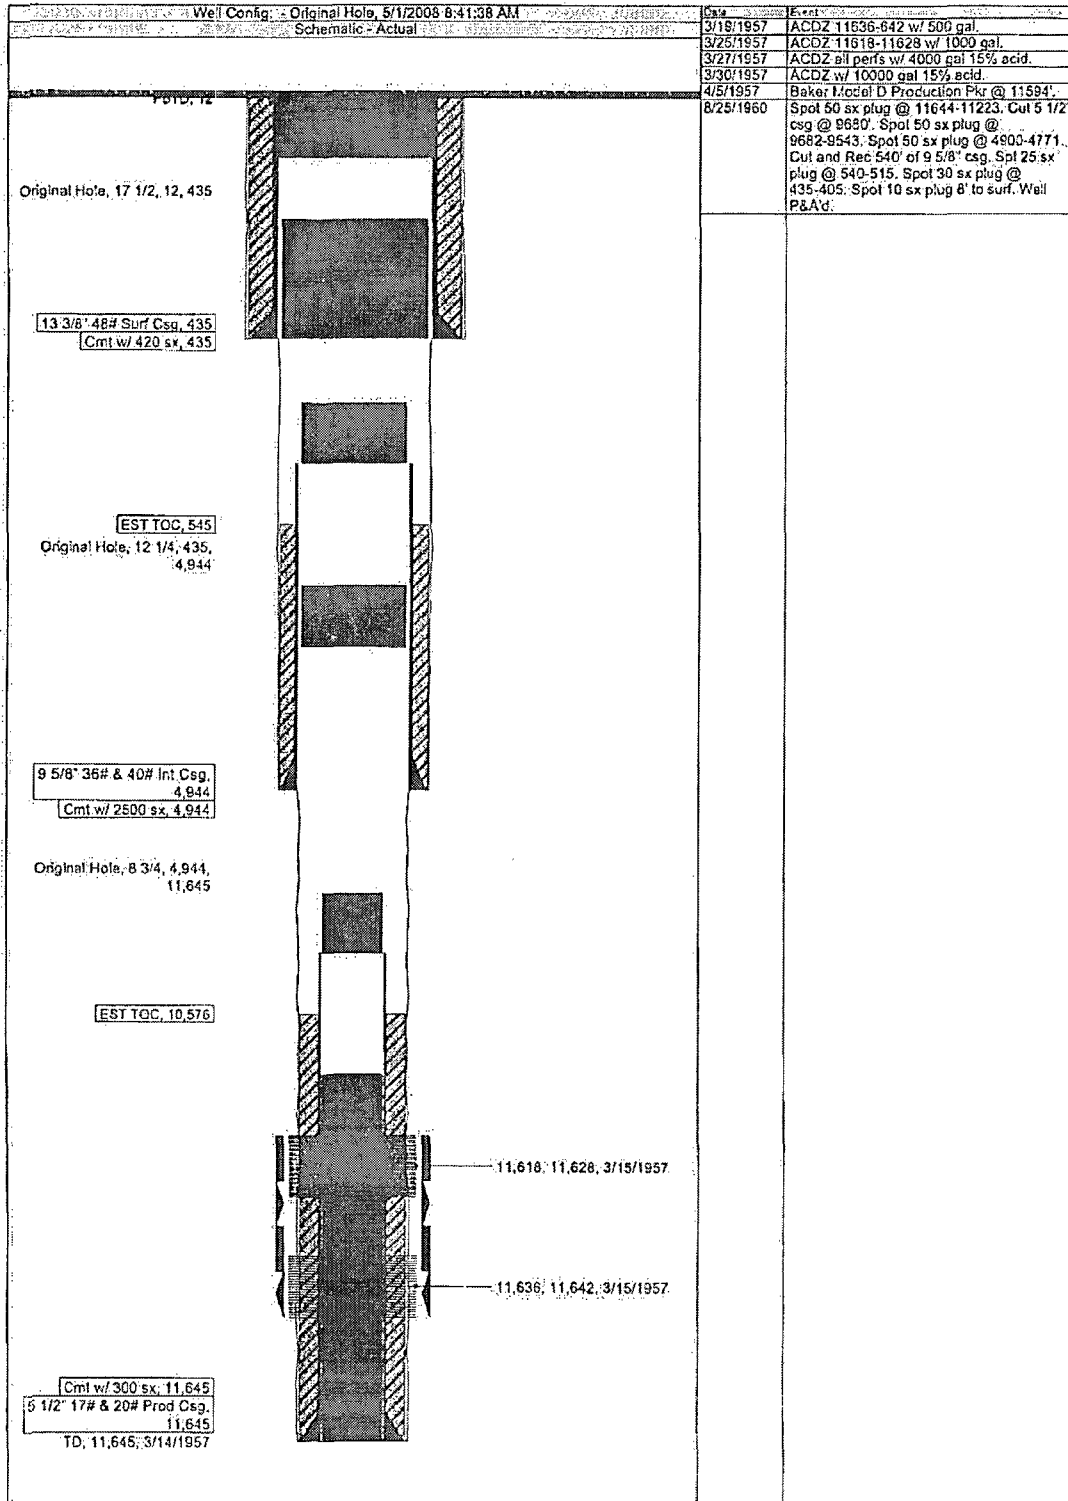 Well Config: - Original Hole, 5/1/2008 8:41:38 AM
Schematic - Actual
PBTD, 12
Original Hole, 17 1/2, 12, 435
13 3/8" 48# Surf Csg, 435
Cmt w/ 420 sx, 435
EST TOC, 545
Original Hole, 12 1/4, 435,
4,944
9 5/8" 36# & 40# Int Csg,
4,944
Cmt w/ 2500 sx, 4,944
Original Hole, 8 3/4, 4,944,
11,645
EST TOC, 10,576
11,618, 11,628, 3/15/1957
11,636, 11,642, 3/15/1957
Cmt w/ 300 sx, 11,645
5 1/2" 17# & 20# Prod Csg,
11,645
TD, 11,645, 3/14/1957
Date Event
3/19/1957 ACDZ 11636-642 w/ 500 gal.
3/25/1957 ACDZ 11618-11628 w/ 1000 gal.
3/27/1957 ACDZ all perfs w/ 4000 gal 15% acid.
3/30/1957 ACDZ w/ 10000 gal 15% acid.
4/5/1957 Baker Model D Production Pkr @ 11594'.
8/25/1960 Spot 50 sx plug @ 11644-11223. Cut 5 1/2"
csg @ 9680'. Spot 50 sx plug @
9682-9543. Spot 50 sx plug @ 4900-4771.
Cut and Rec 540' of 9 5/8" csg. Spt 25 sx
plug @ 540-515. Spot 30 sx plug @
435-405. Spot 10 sx plug 8' to surf. Well
P&A'd.